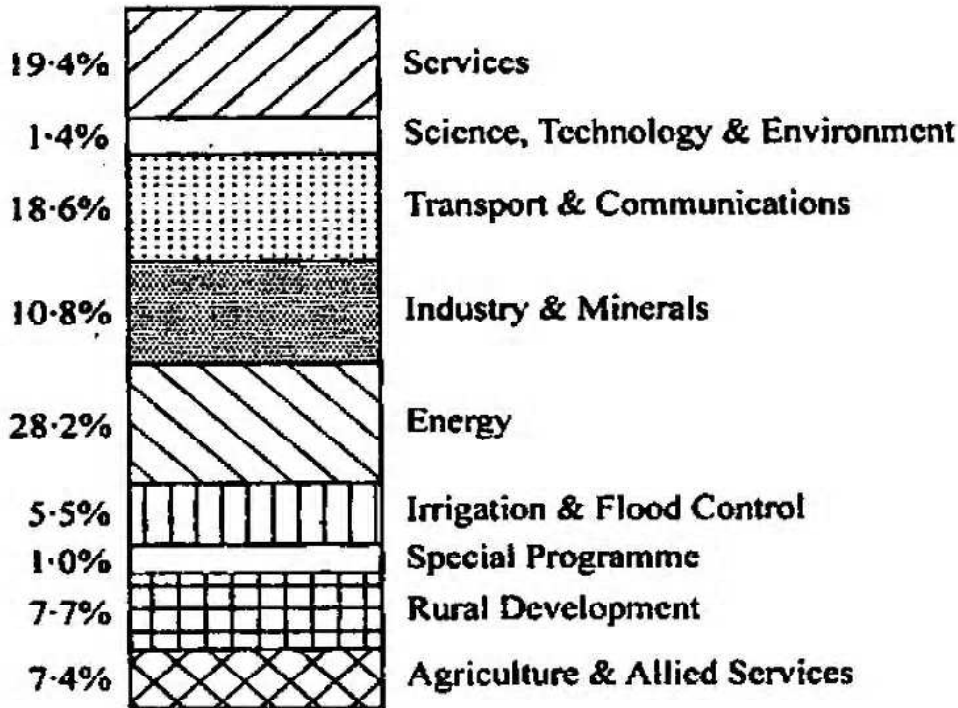 19·4% Services
1·4% Science, Technology & Environment
18·6% Transport & Communications
10·8% Industry & Minerals
28·2% Energy
5·5% Irrigation & Flood Control
1·0% Special Programme
7·7% Rural Development
7·4% Agriculture & Allied Services